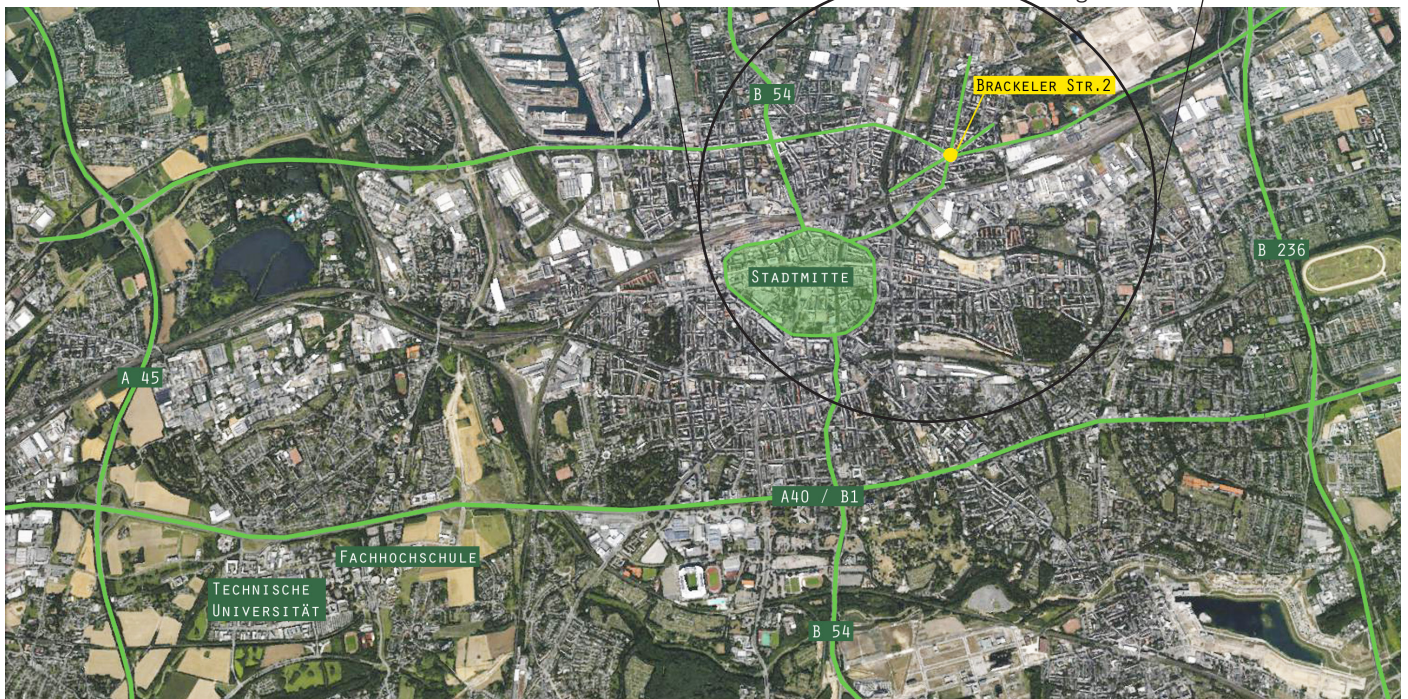 B 54
BRACKELER STR.2
B 236
STADTMITTE
A 45
A40 / B1
FACHHOCHSCHULE
TECHNISCHE
UNIVERSITÄT
B 54